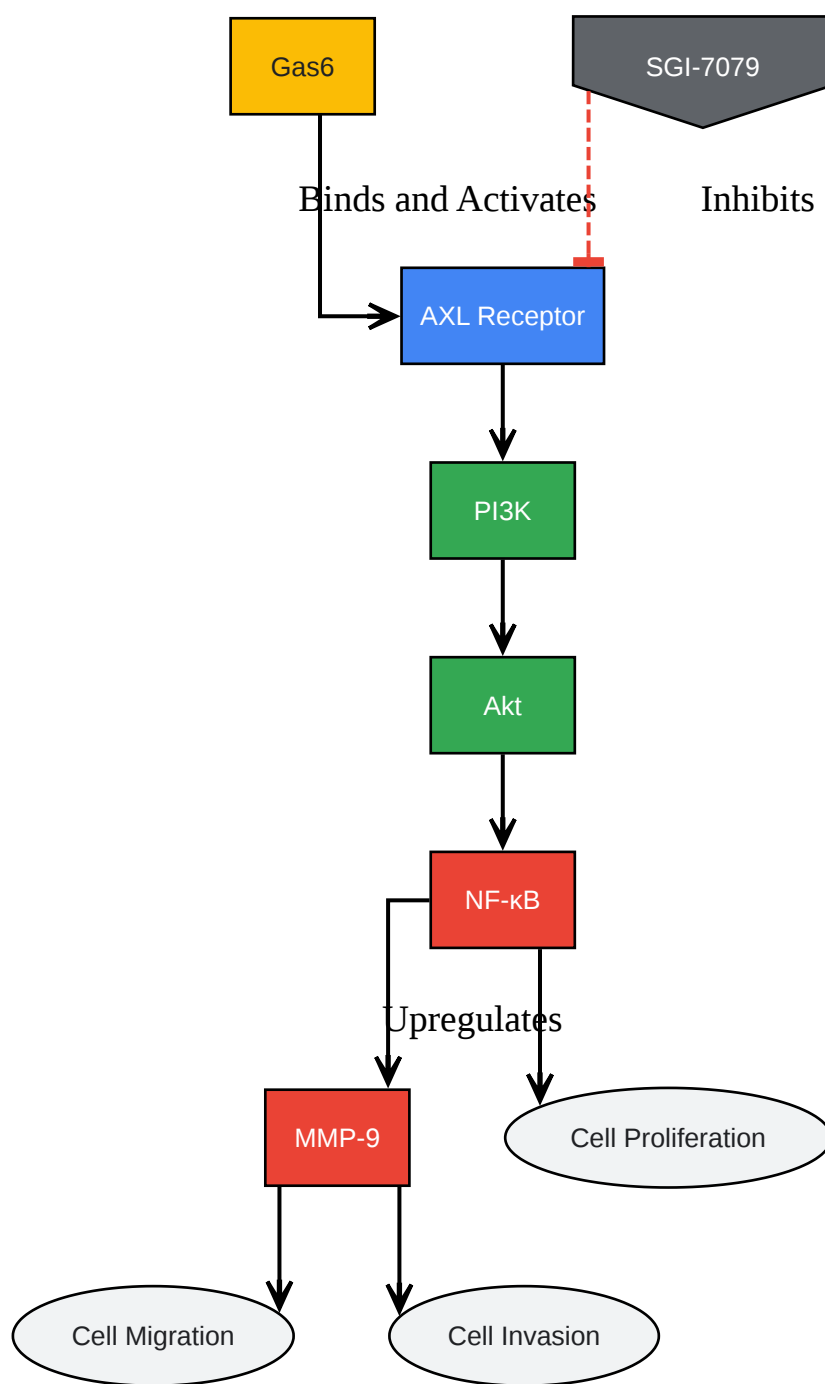 Gas6
SGI-7079
Binds and Activates
Inhibits
AXL Receptor
PI3K
Akt
NF-κB
Upregulates
MMP-9
Cell Proliferation
Cell Migration
Cell Invasion